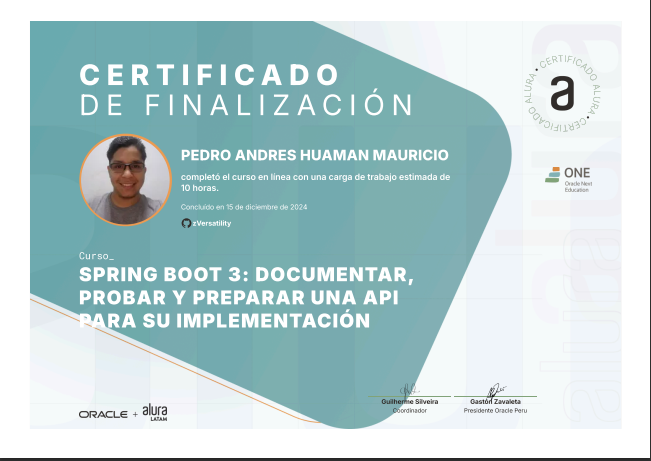 CERTIFICADO
DE FINALIZACIÓN
ALURA • CERTIFICADO ALURA • CERTIFICADO
a
ONE
Oracle Next
Education
PEDRO ANDRES HUAMAN MAURICIO
completó el curso en línea con una carga de trabajo estimada de
10 horas.
Concluido en 15 de diciembre de 2024
zVersatility
Curso_
SPRING BOOT 3: DOCUMENTAR,
PROBAR Y PREPARAR UNA API
PARA SU IMPLEMENTACIÓN
ORACLE + alura
LATAM
Guilherme Silveira
Coordinador
Gastón Zavaleta
Presidente Oracle Peru
alura